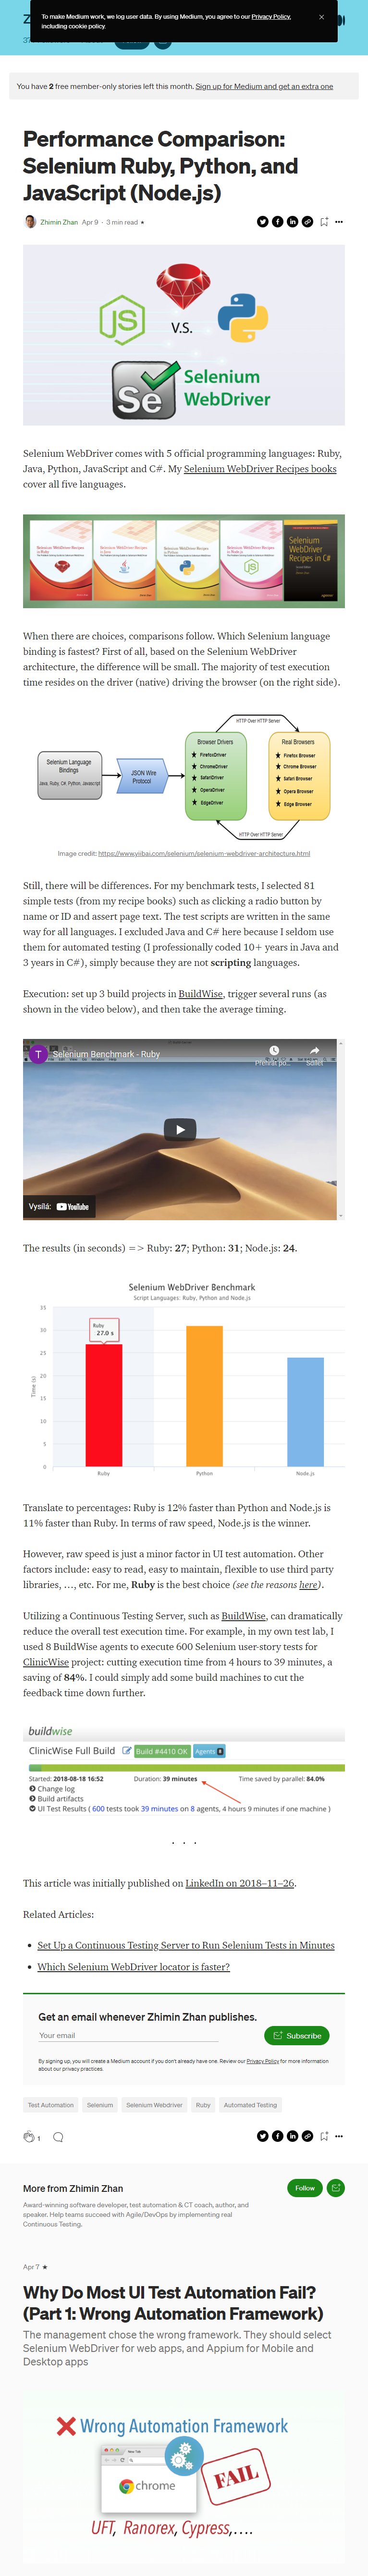 To make Medium work, we log user data. By using Medium, you agree to our Privacy Policy,
including cookie policy.
You have 2 free member-only stories left this month. Sign up for Medium and get an extra one
Performance Comparison:
Selenium Ruby, Python, and
JavaScript (Node.js)
Zhimin Zhan Apr 9 · 3 min read
JS
V.S.
Se
Selenium
WebDriver
Selenium WebDriver comes with 5 official programming languages: Ruby,
Java, Python, JavaScript and C#. My Selenium WebDriver Recipes books
cover all five languages.
Selenium
WebDriver
Recipes in C#
When there are choices, comparisons follow. Which Selenium language
binding is fastest? First of all, based on the Selenium WebDriver
architecture, the difference will be small. The majority of test execution
time resides on the driver (native) driving the browser (on the right side).
HTTP Over HTTP Server
Selenium Language
Bindings
Java, Ruby, C#, Python, Javascript
JSON Wire
Protocol
Browser Drivers
FirefoxDriver
ChromeDriver
SafariDriver
OperaDriver
EdgeDriver
Real Browsers
Firefox Browser
Chrome Browser
Safari Browser
Opera Browser
Edge Browser
HTTP Over HTTP Server
Image credit: https://www.yiibai.com/selenium/selenium-webdriver-architecture.html
Still, there will be differences. For my benchmark tests, I selected 81
simple tests (from my recipe books) such as clicking a radio button by
name or ID and assert page text. The test scripts are written in the same
way for all languages. I excluded Java and C# here because I seldom use
them for automated testing (I professionally coded 10+ years in Java and
3 years in C#), simply because they are not scripting languages.
Execution: set up 3 build projects in BuildWise, trigger several runs (as
shown in the video below), and then take the average timing.
T
Selenium Benchmark - Ruby
Přehrát po...
Sdílet
Vysílá: YouTube
The results (in seconds) => Ruby: 27; Python: 31; Node.js: 24.
Selenium WebDriver Benchmark
Script Languages: Ruby, Python and Node.js
Time (s)
35
30
25
20
15
10
5
0
Ruby
27.0 s
Ruby
Python
Node.js
Translate to percentages: Ruby is 12% faster than Python and Node.js is
11% faster than Ruby. In terms of raw speed, Node.js is the winner.
However, raw speed is just a minor factor in UI test automation. Other
factors include: easy to read, easy to maintain, flexible to use third party
libraries, …, etc. For me, Ruby is the best choice (see the reasons here).
Utilizing a Continuous Testing Server, such as BuildWise, can dramatically
reduce the overall test execution time. For example, in my own test lab, I
used 8 BuildWise agents to execute 600 Selenium user-story tests for
ClinicWise project: cutting execution time from 4 hours to 39 minutes, a
saving of 84%. I could simply add some build machines to cut the
feedback time down further.
buildwise
ClinicWise Full Build Build #4410 OK Agents 8
Started: 2018-08-18 16:52 Duration: 39 minutes Time saved by parallel: 84.0%
Change log
Build artifacts
UI Test Results ( 600 tests took 39 minutes on 8 agents, 4 hours 9 minutes if one machine )
. . .
This article was initially published on LinkedIn on 2018–11–26.
Related Articles:
Set Up a Continuous Testing Server to Run Selenium Tests in Minutes
Which Selenium WebDriver locator is faster?
Get an email whenever Zhimin Zhan publishes.
Your email
Subscribe
By signing up, you will create a Medium account if you don't already have one. Review our Privacy Policy for more information
about our privacy practices.
Test Automation Selenium Selenium Webdriver Ruby Automated Testing
1
More from Zhimin Zhan
Follow
Award-winning software developer, test automation & CT coach, author, and
speaker. Help teams succeed with Agile/DevOps by implementing real
Continuous Testing.
Apr 7
Why Do Most UI Test Automation Fail?
(Part 1: Wrong Automation Framework)
The management chose the wrong framework. They should select
Selenium WebDriver for web apps, and Appium for Mobile and
Desktop apps
Wrong Automation Framework
New Tab
chrome
FAIL
UFT, Ranorex, Cypress,....